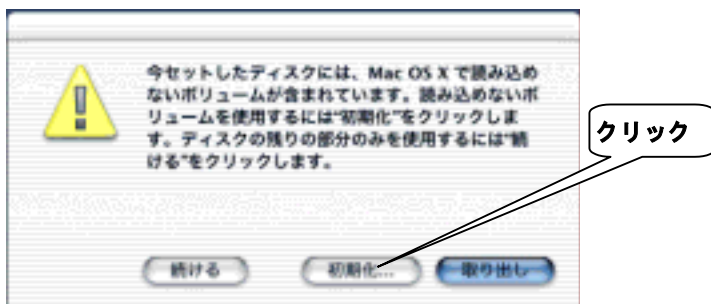 今セットしたディスクには、Mac OS X で読み込め
ないボリュームが含まれています。読み込めないボ
リュームを使用するには"初期化"をクリックしま
す。ディスクの残りの部分のみを使用するには"続
ける"をクリックします。
クリック
続ける 初期化... 取り出し